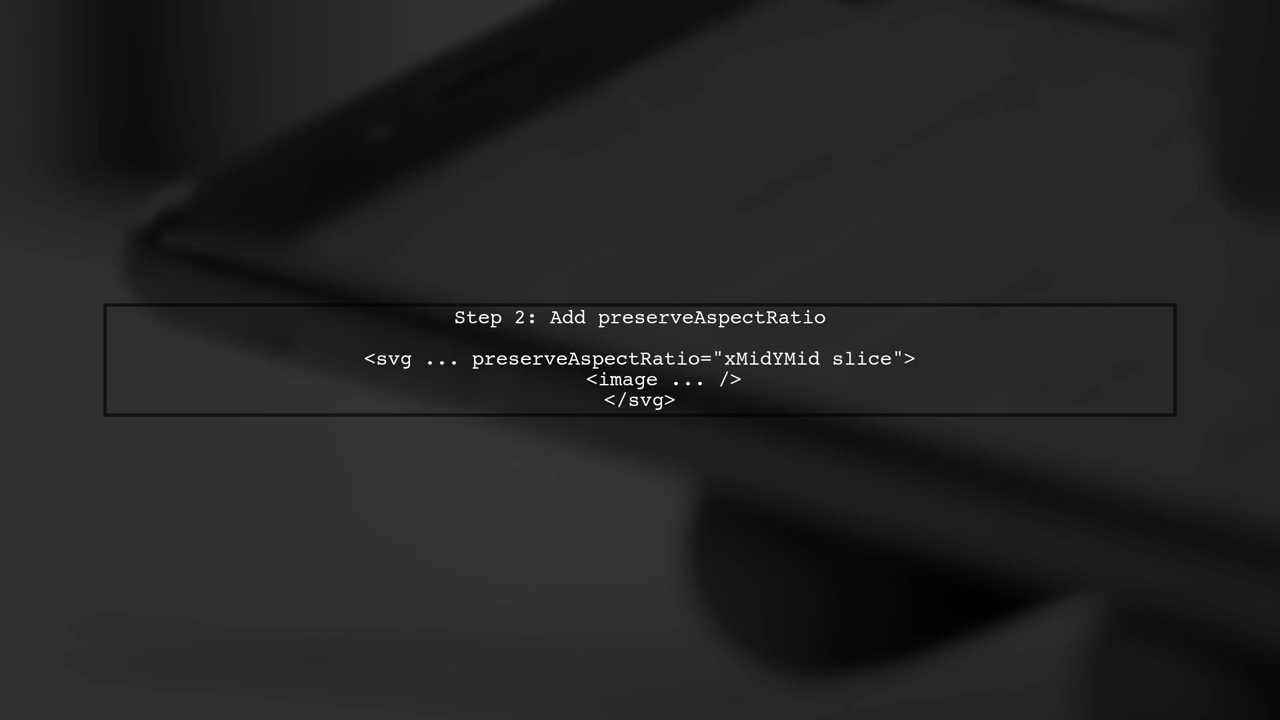 Step 2: Add preserveAspectRatio
<svg ... preserveAspectRatio="xMidYMid slice">
<image ... />
</svg>